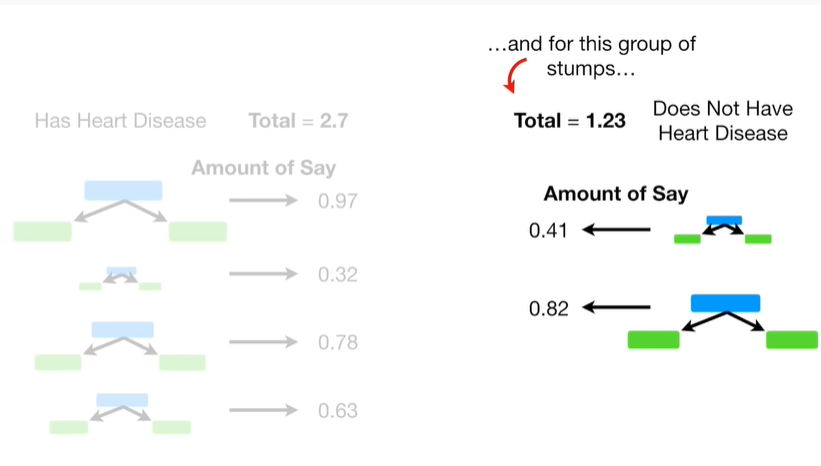 …and for this group of
stumps…
Has Heart Disease
Total = 2.7
Total = 1.23
Does Not Have
Heart Disease
Amount of Say
0.97
0.32
0.78
0.63
Amount of Say
0.41
0.82